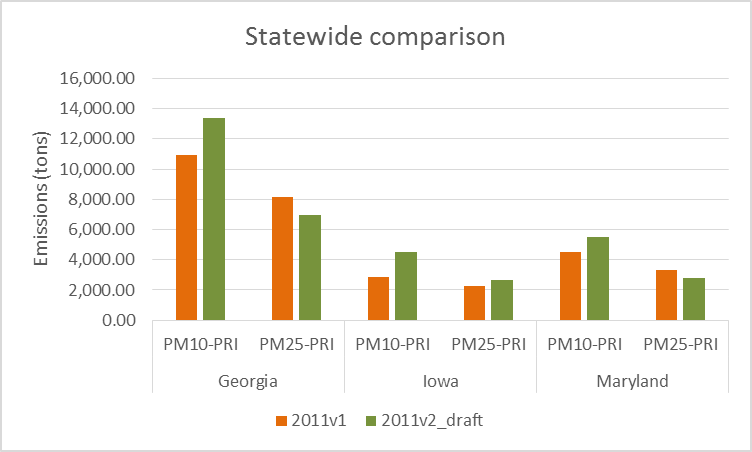 Statewide comparison
Emissions (tons)
16,000.00
14,000.00
12,000.00
10,000.00
8,000.00
6,000.00
4,000.00
2,000.00
0.00
PM10-PRI PM25-PRI PM10-PRI PM25-PRI PM10-PRI PM25-PRI
Georgia Iowa Maryland
2011v1 2011v2_draft